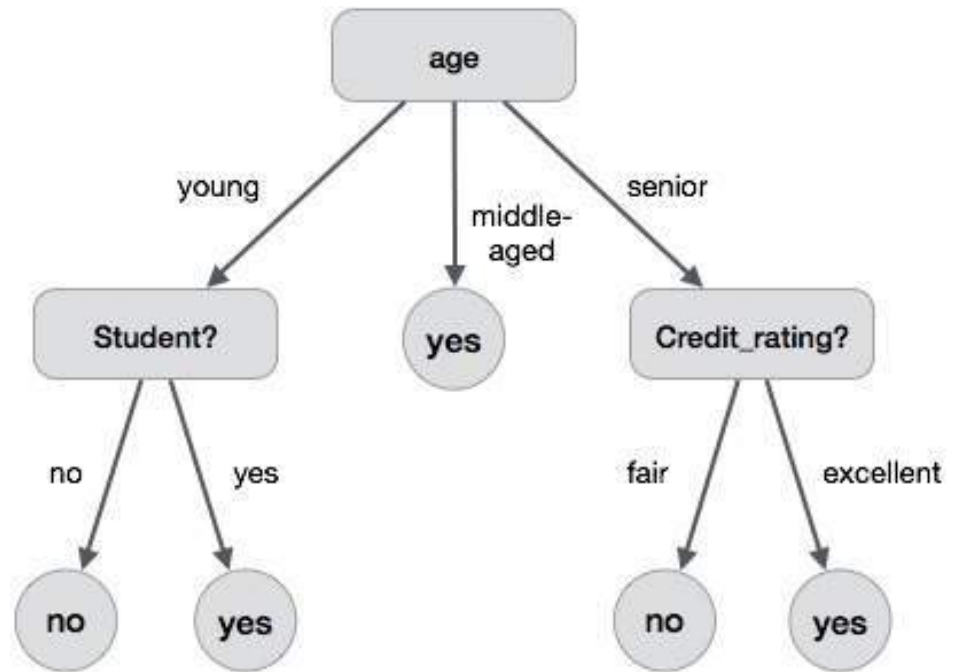 age
young
middle-
aged
senior
Student?
yes
Credit_rating?
no
yes
fair
excellent
no
yes
no
yes